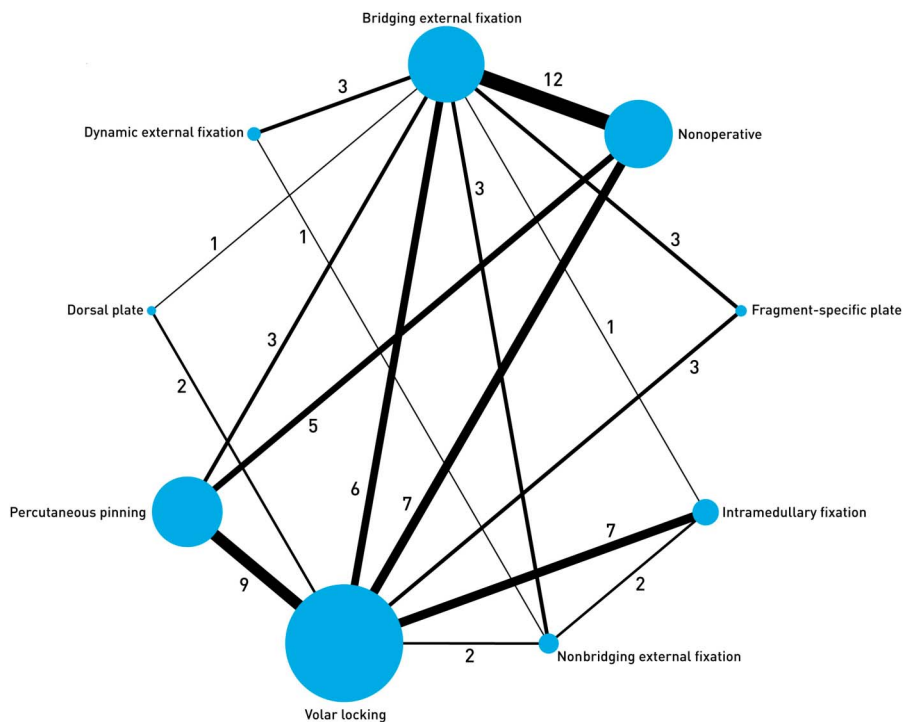 Bridging external fixation
12
3
Dynamic external fixation
Nonoperative
3
1
1
3
Dorsal plate
Fragment-specific plate
1
3
3
2
5
6
7
Percutaneous pinning
Intramedullary fixation
7
9
2
2
Nonbridging external fixation
Volar locking